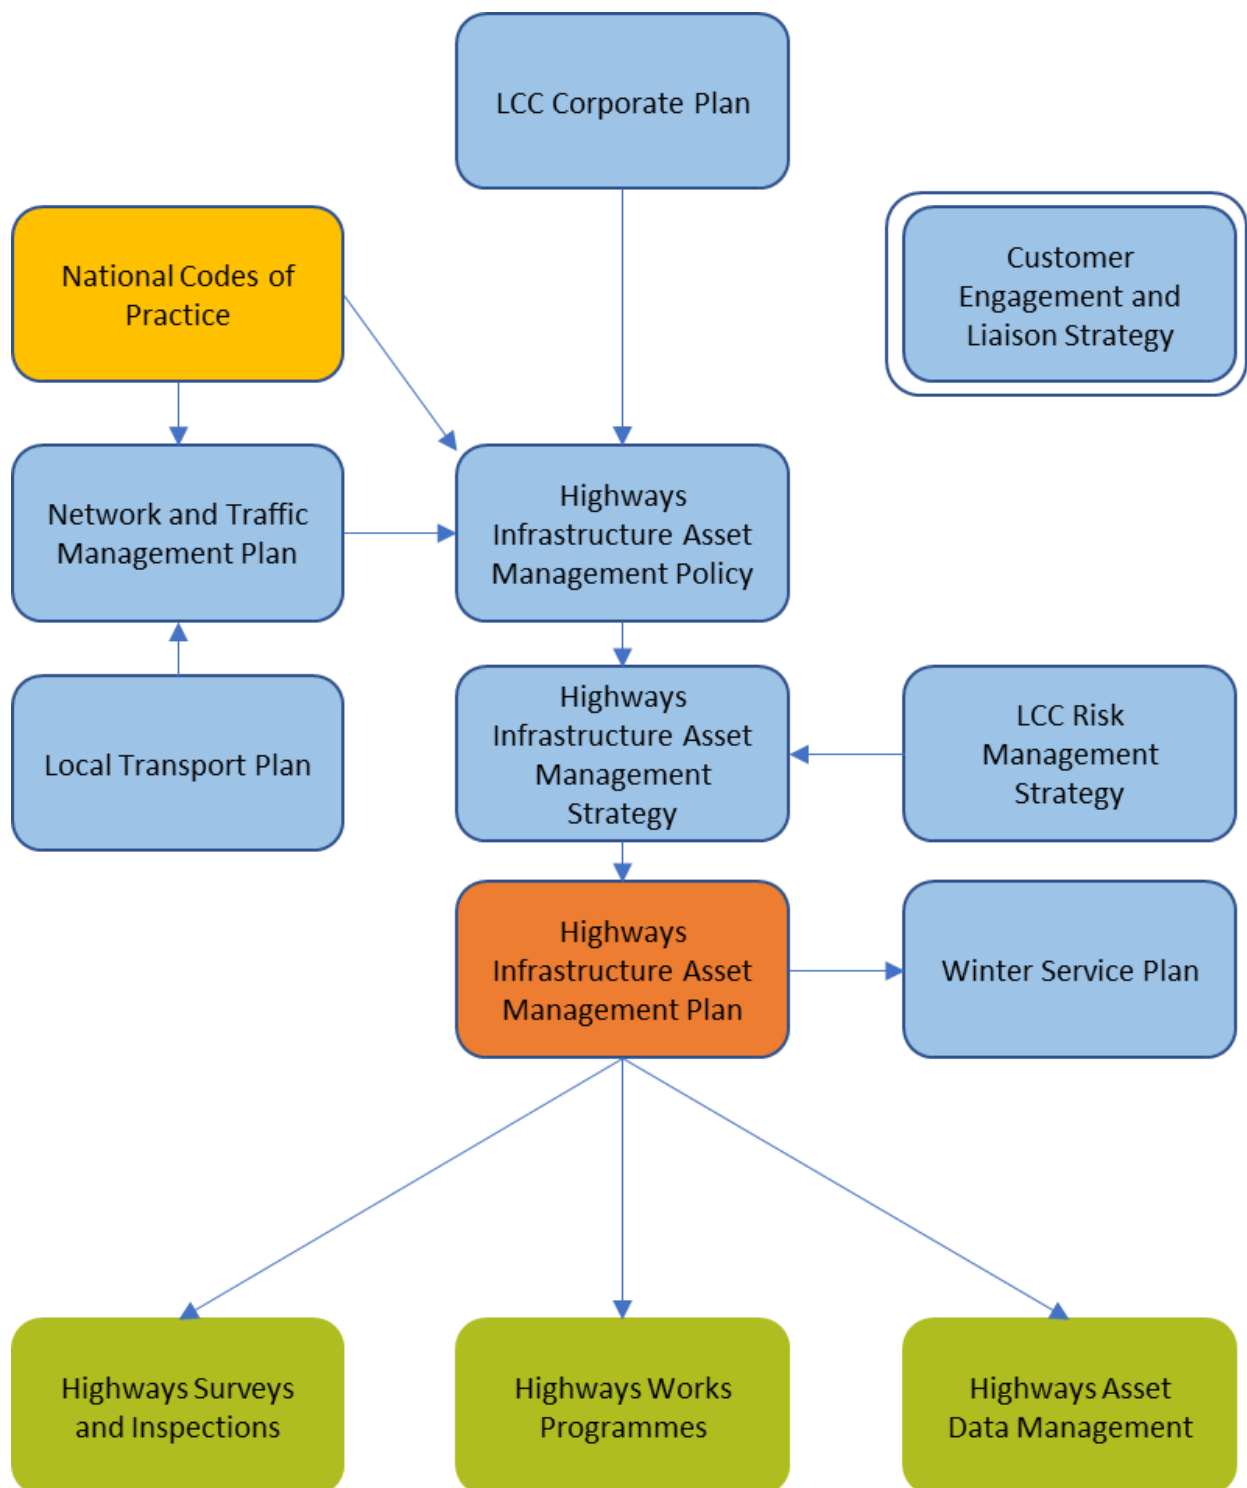 LCC Corporate Plan
National Codes of
Practice
Customer
Engagement and
Liaison Strategy
Network and Traffic
Management Plan
Highways
Infrastructure Asset
Management Policy
Local Transport Plan
Highways
Infrastructure Asset
Management
Strategy
LCC Risk
Management
Strategy
Highways
Infrastructure Asset
Management Plan
Winter Service Plan
Highways Surveys
and Inspections
Highways Works
Programmes
Highways Asset
Data Management